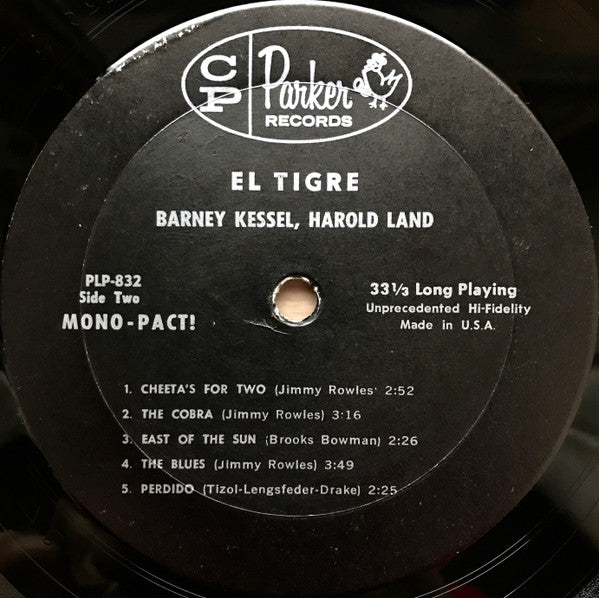 CP Parker
RECORDS
EL TIGRE
BARNEY KESSEL, HAROLD LAND
PLP-832
Side Two
MONO-PACT!
33⅓ Long Playing
Unprecedented Hi-Fidelity
Made in U.S.A.
1. CHEETA'S FOR TWO (Jimmy Rowles' 2:52
2. THE COBRA (Jimmy Rowles) 3:16
3. EAST OF THE SUN (Brooks Bowman) 2:26
4. THE BLUES (Jimmy Rowles) 3:49
5. PERDIDO (Tizol-Lengsfeder-Drake) 2:25